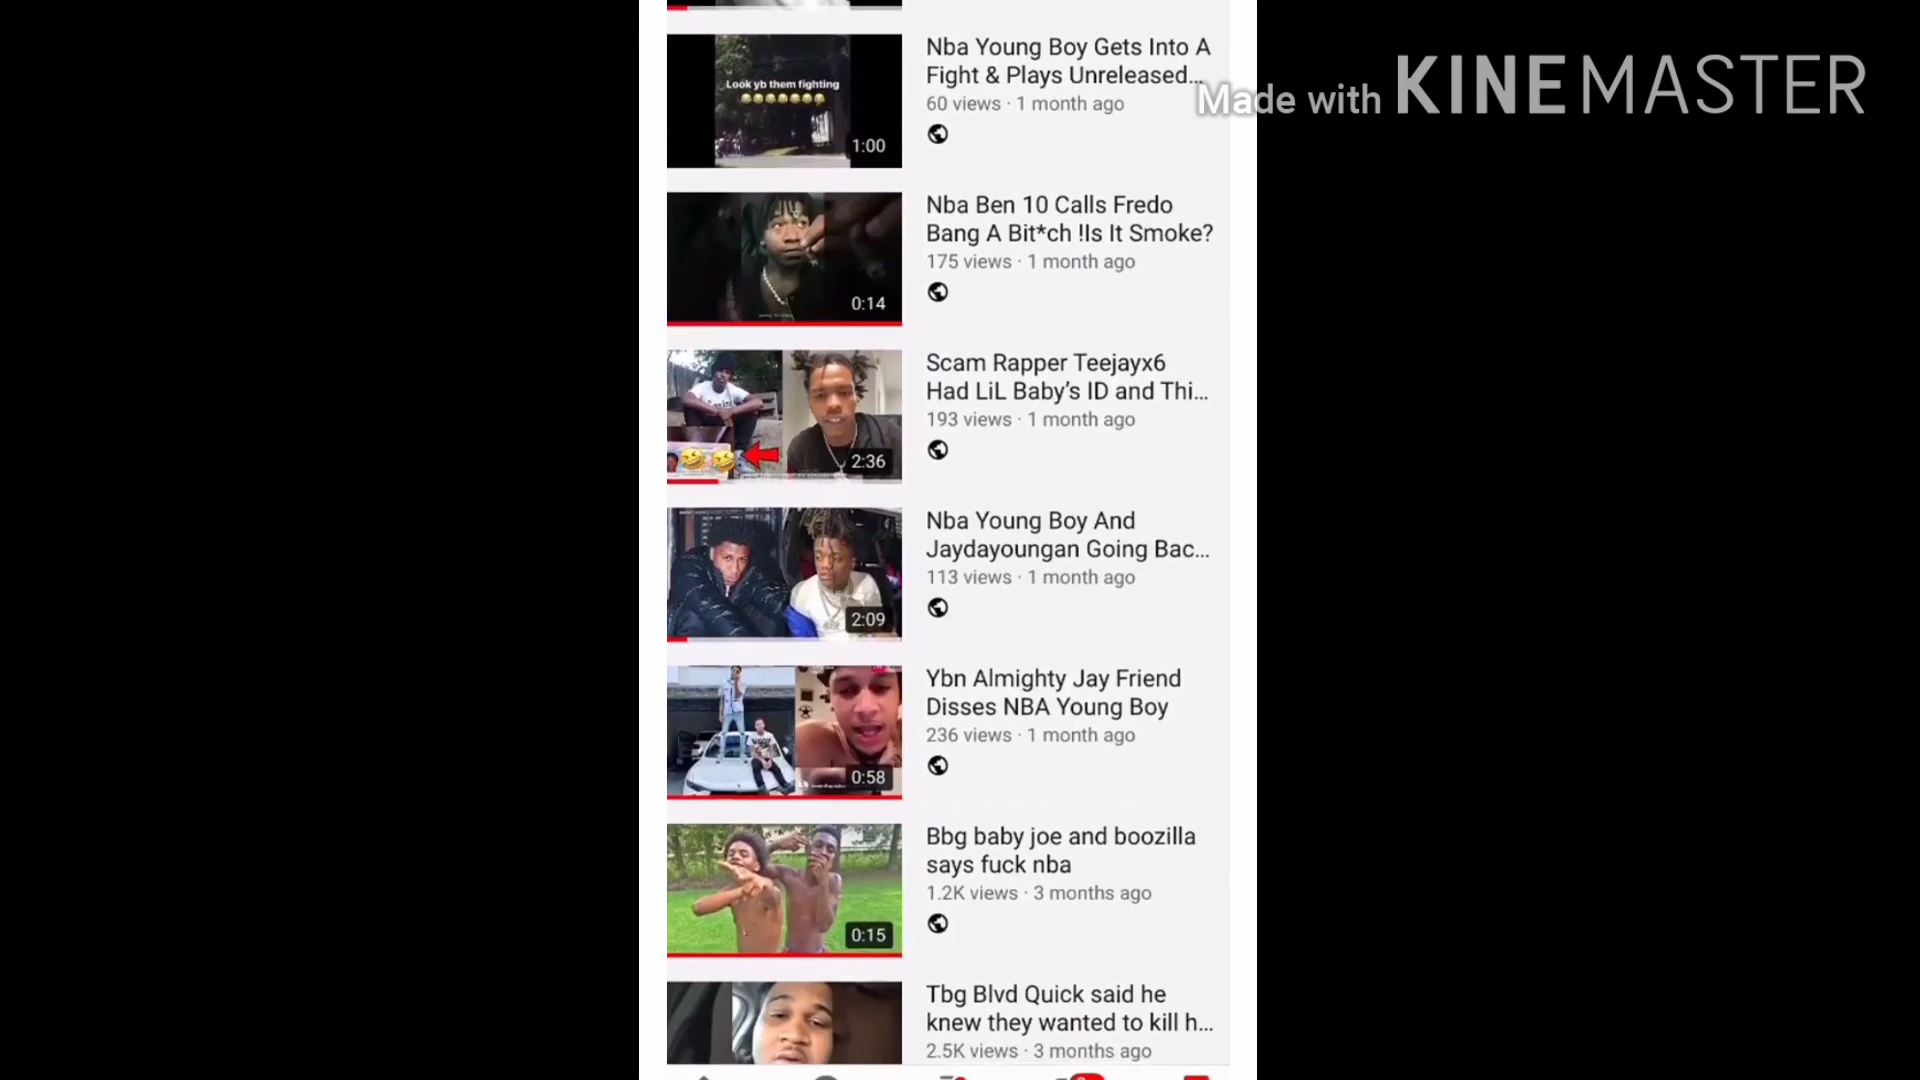 Nba Young Boy Gets Into A
Fight & Plays Unreleased...
60 views · 1 month ago
Look yb them fighting
1:00
Made with KINEMASTER
Nba Ben 10 Calls Fredo
Bang A Bit*ch !Is It Smoke?
175 views · 1 month ago
0:14
Scam Rapper Teejayx6
Had LiL Baby's ID and Thi...
193 views · 1 month ago
2:36
Nba Young Boy And
Jaydayoungan Going Bac...
113 views · 1 month ago
2:09
Ybn Almighty Jay Friend
Disses NBA Young Boy
236 views · 1 month ago
0:58
Bbg baby joe and boozilla
says fuck nba
1.2K views · 3 months ago
0:15
Tbg Blvd Quick said he
knew they wanted to kill h...
2.5K views · 3 months ago